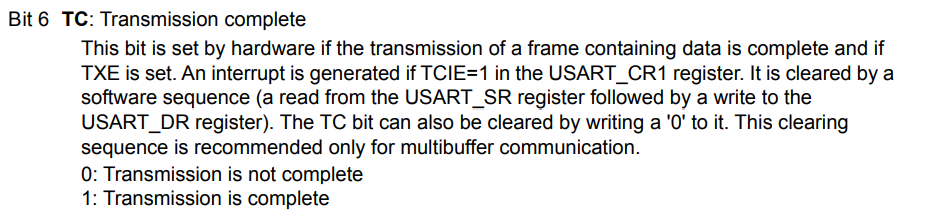 Bit 6 TC: Transmission complete
This bit is set by hardware if the transmission of a frame containing data is complete and if
TXE is set. An interrupt is generated if TCIE=1 in the USART_CR1 register. It is cleared by a
software sequence (a read from the USART_SR register followed by a write to the
USART_DR register). The TC bit can also be cleared by writing a '0' to it. This clearing
sequence is recommended only for multibuffer communication.
0: Transmission is not complete
1: Transmission is complete